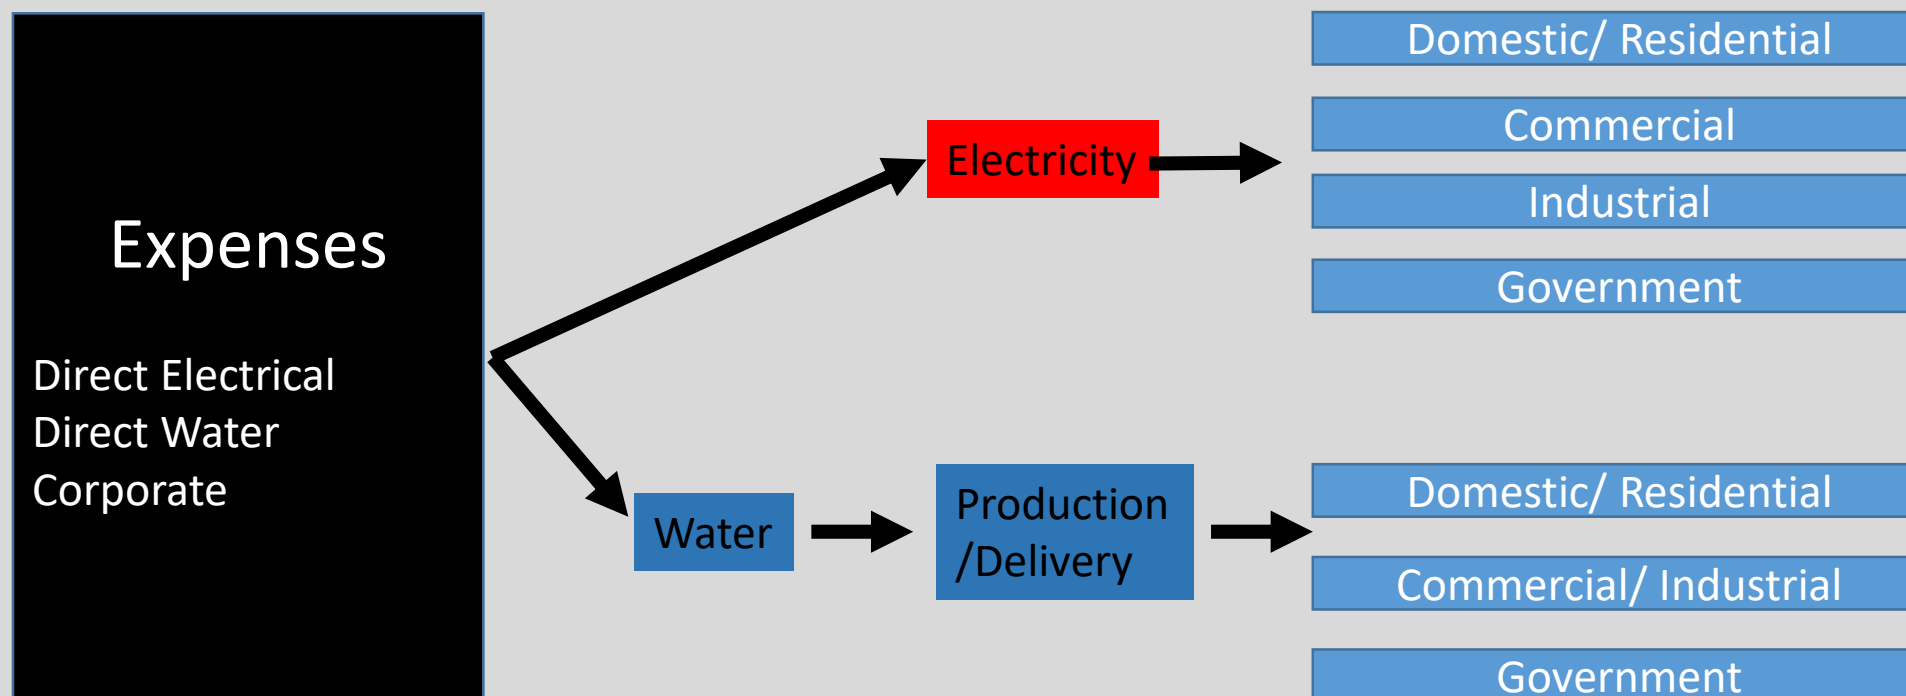 Expenses
Direct Electrical
Direct Water
Corporate
Electricity
Domestic/ Residential
Commercial
Industrial
Government
Water
Production
/Delivery
Domestic/ Residential
Commercial/ Industrial
Government